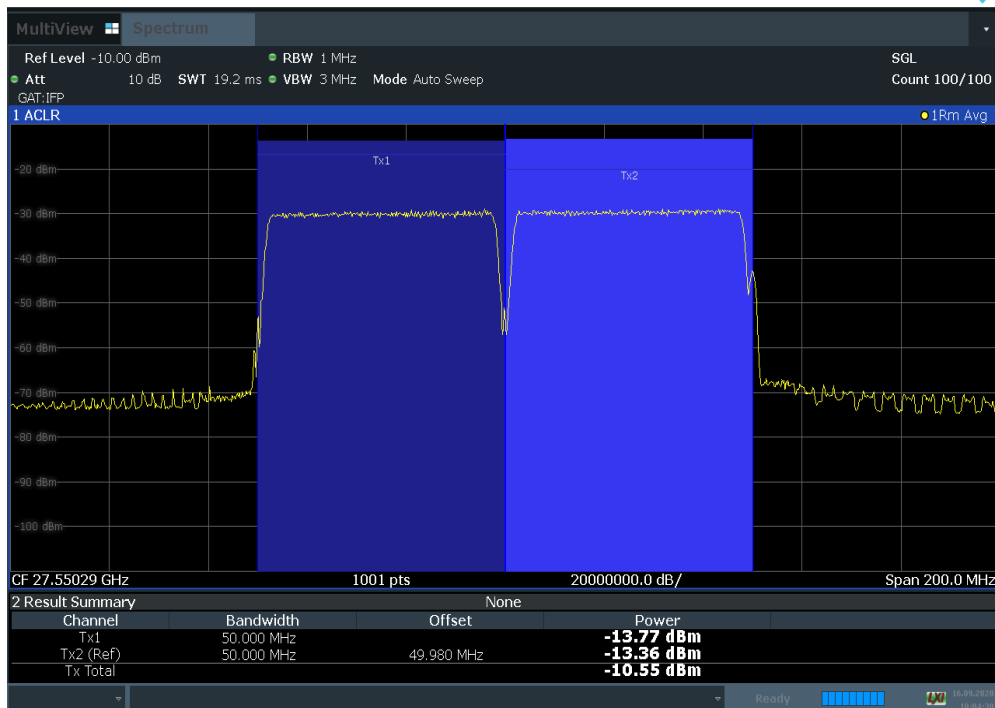 MultiView Spectrum
Ref Level -10.00 dBm RBW 1 MHz SGL
Att 10 dB SWT 19.2 ms VBW 3 MHz Mode Auto Sweep Count 100/100
GAT:IFP
1 ACLR 1Rm Avg
Tx1
-20 dBm
Tx2
-30 dBm
-40 dBm
-50 dBm
-60 dBm
-70 dBm
-80 dBm
-90 dBm
-100 dBm
CF 27.55029 GHz 1001 pts 20000000.0 dB/ Span 200.0 MHz
2 Result Summary None
Channel Bandwidth Offset Power
Tx1 50.000 MHz -13.77 dBm
Tx2 (Ref) 50.000 MHz 49.980 MHz -13.36 dBm
Tx Total -10.55 dBm
Ready LXI 16.09.2020